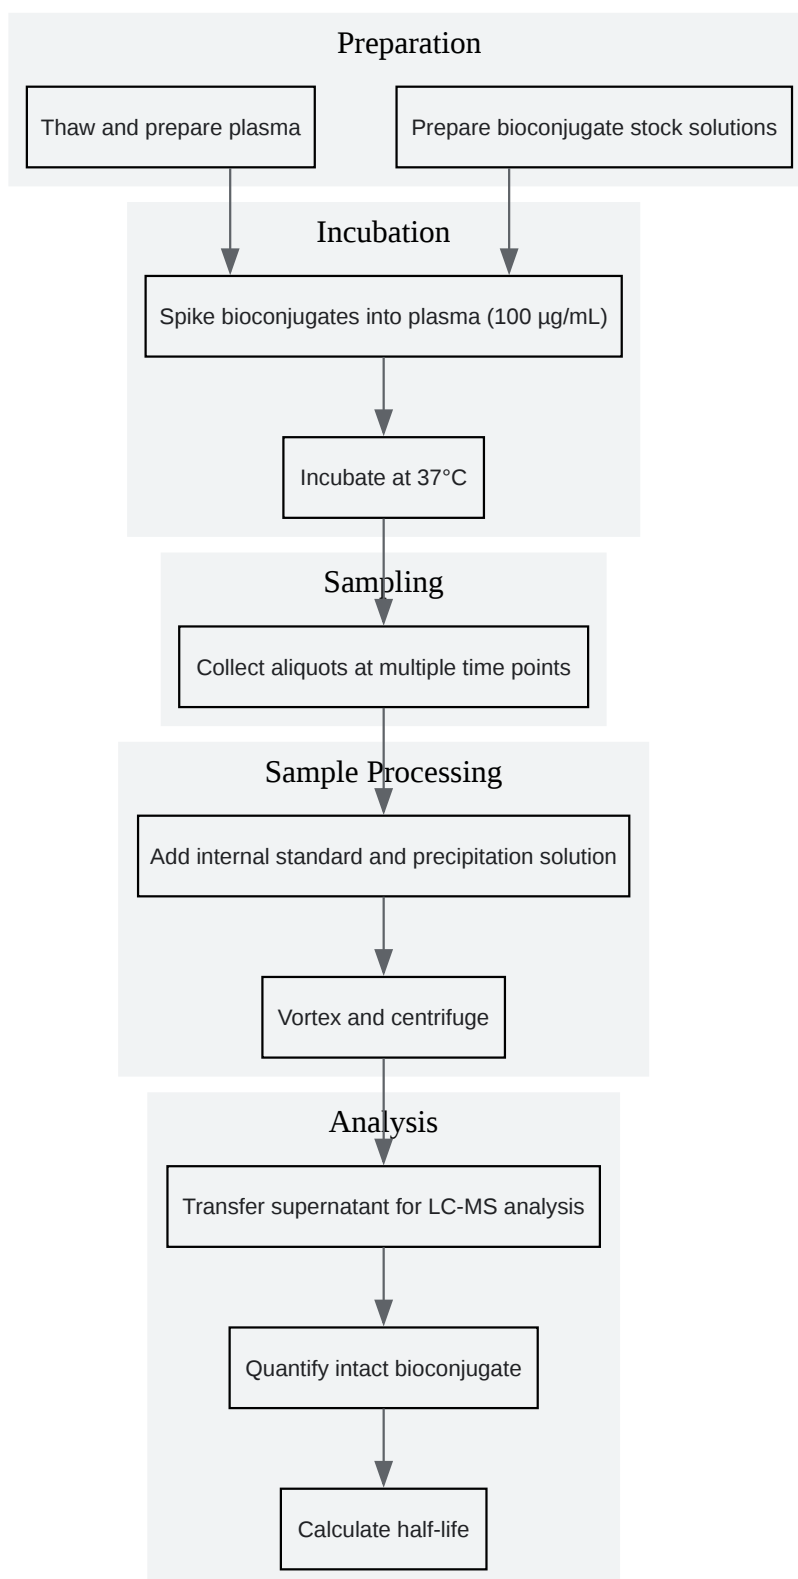 Preparation
Thaw and prepare plasma
Prepare bioconjugate stock solutions
Incubation
Spike bioconjugates into plasma (100 µg/mL)
Incubate at 37°C
Sampling
Collect aliquots at multiple time points
Sample Processing
Add internal standard and precipitation solution
Vortex and centrifuge
Analysis
Transfer supernatant for LC-MS analysis
Quantify intact bioconjugate
Calculate half-life